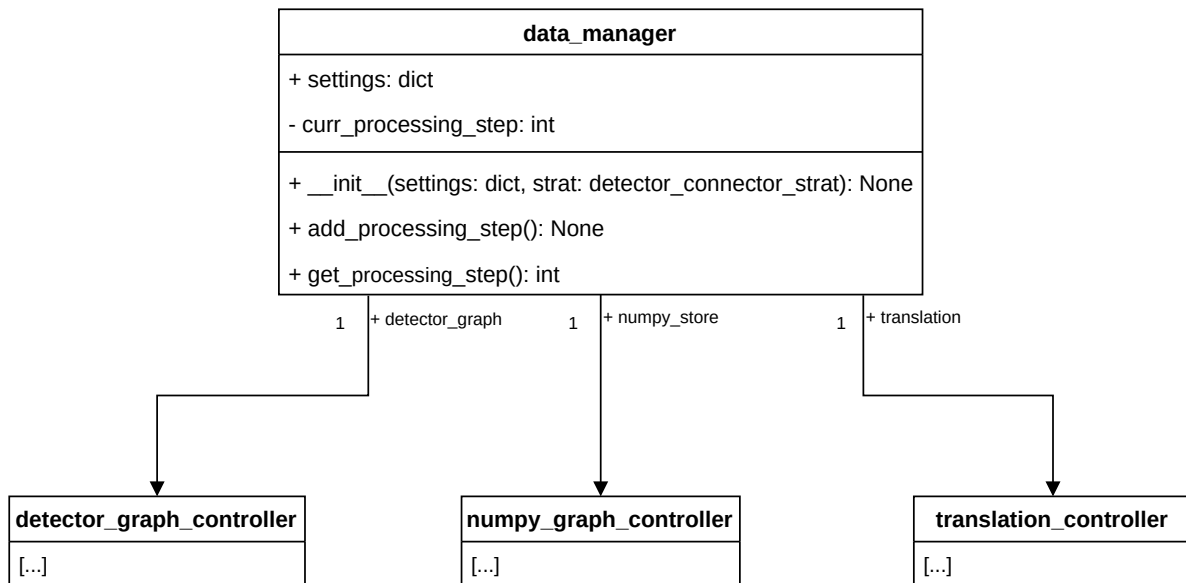 data_manager
+ settings: dict
- curr_processing_step: int
+ __init__(settings: dict, strat: detector_connector_strat): None
+ add_processing_step(): None
+ get_processing_step(): int
1 + detector_graph 1 + numpy_store 1 + translation
detector_graph_controller numpy_graph_controller translation_controller
[...] [...] [...]